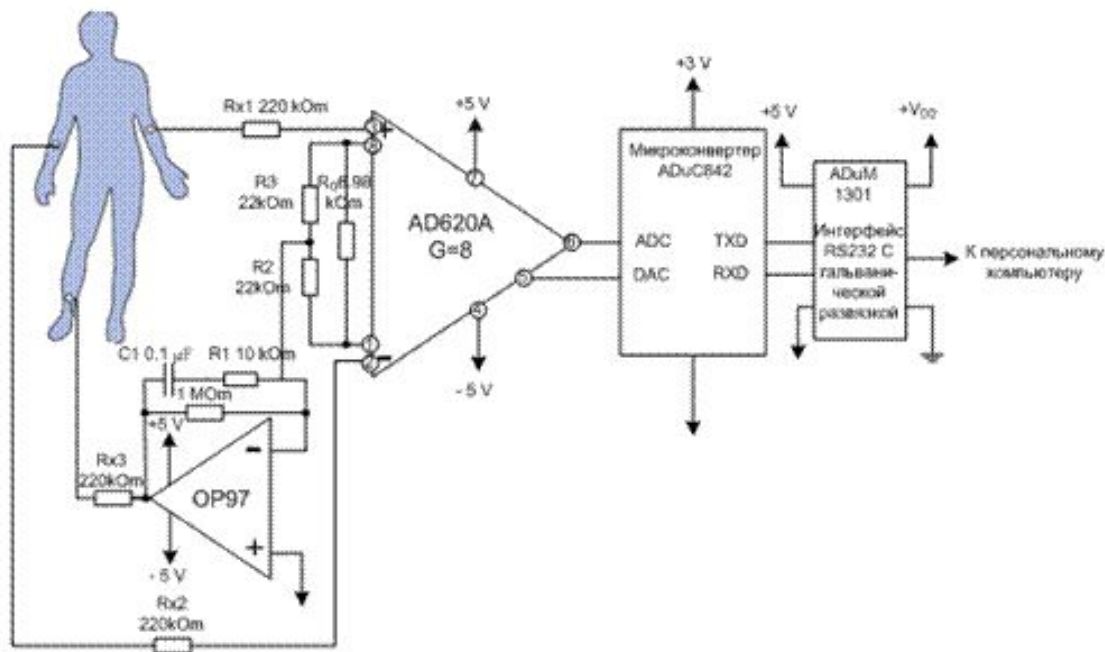 Rx1 220 kOm
+
R3
22kOm
R2
22kOm
kOm
+5 V
AD620A
G=8
-
- 5 V
+3 V
Микроконвертер
ADuC842
ADC TXD
DAC RXD
+5 V
+VDD
ADuM
1301
Интерфейс
RS232 С
гальвани-
ческой
развязкой
К персональному
компьютеру
C1 0,1 µF R1 10 kOm
1 MOm
+5 V
-
Rx3
220kOm
OP97
+
- 5 V
Rx2
220kOm